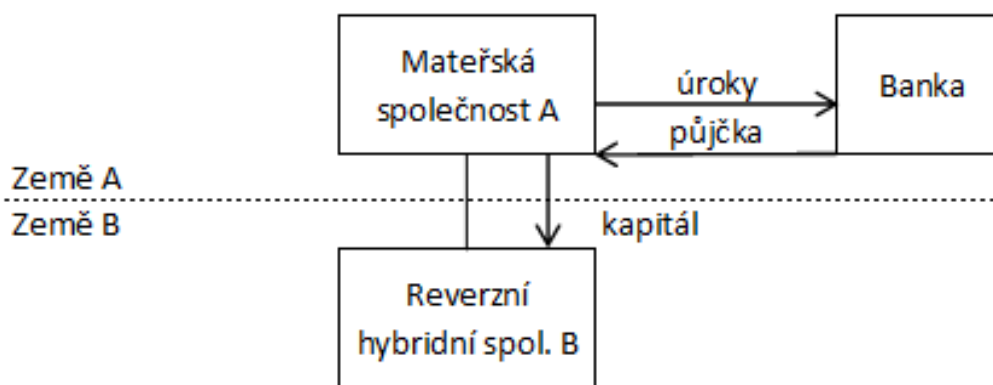 Mateřská
společnost A
úroky
půjčka
Banka
Země A
Země B
kapitál
Reverzní
hybridní spol. B